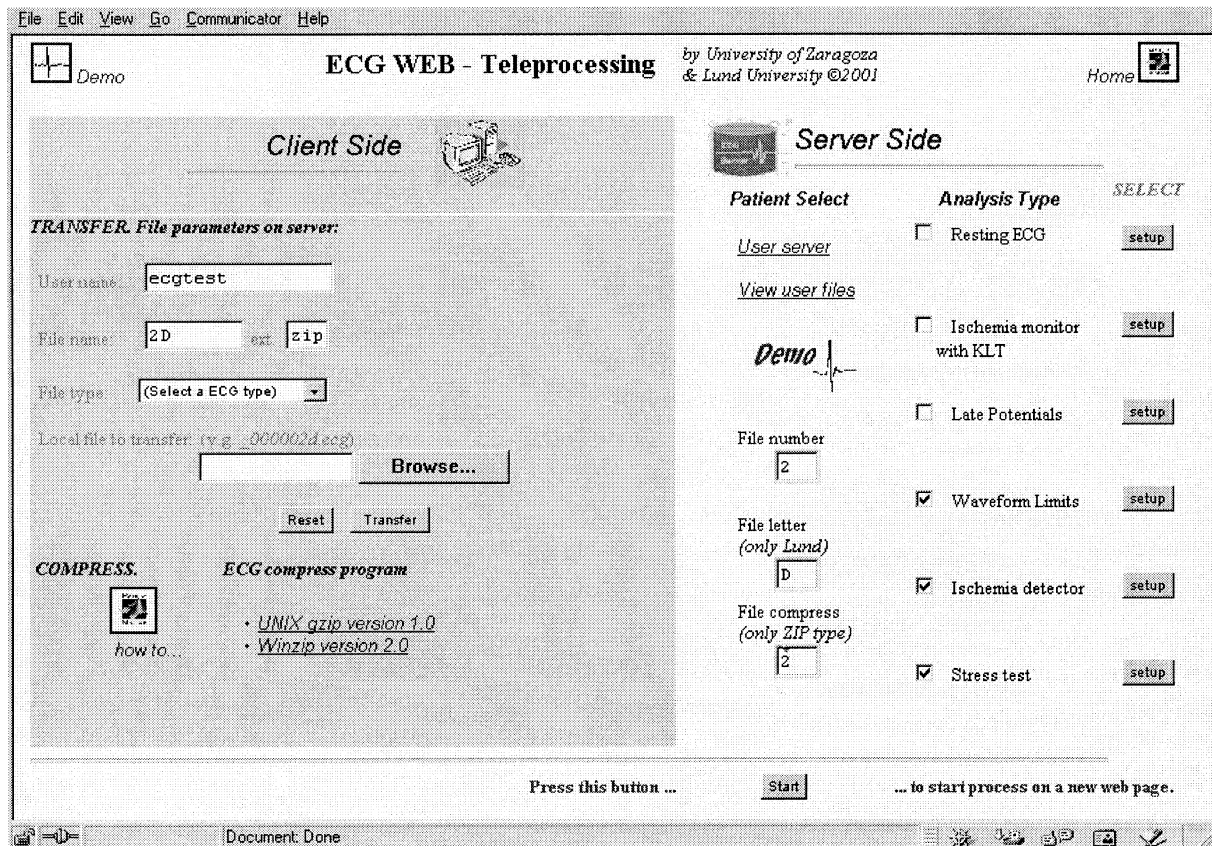 File Edit View Go Communicator Help
Demo
ECG WEB - Teleprocessing
by University of Zaragoza
& Lund University ©2001
Home
Client Side
TRANSFER. File parameters on server:
User name: ecgtest
File name: 2D ext. zip
File type: (Select a ECG type)
Local file to transfer: (v.g. _000002d.ecg)
Browse...
Reset Transfer
COMPRESS. ECG compress program
how to...
· UNIX gzip version 1.0
· Winzip version 2.0
Server Side
Patient Select
User server
View user files
Demo
File number
2
File letter
(only Lund)
D
File compress
(only ZIP type)
2
Analysis Type SELECT
Resting ECG setup
Ischemia monitor setup
with KLT
Late Potentials setup
Waveform Limits setup
Ischemia detector setup
Stress test setup
Press this button ... Start ... to start process on a new web page.
Document: Done